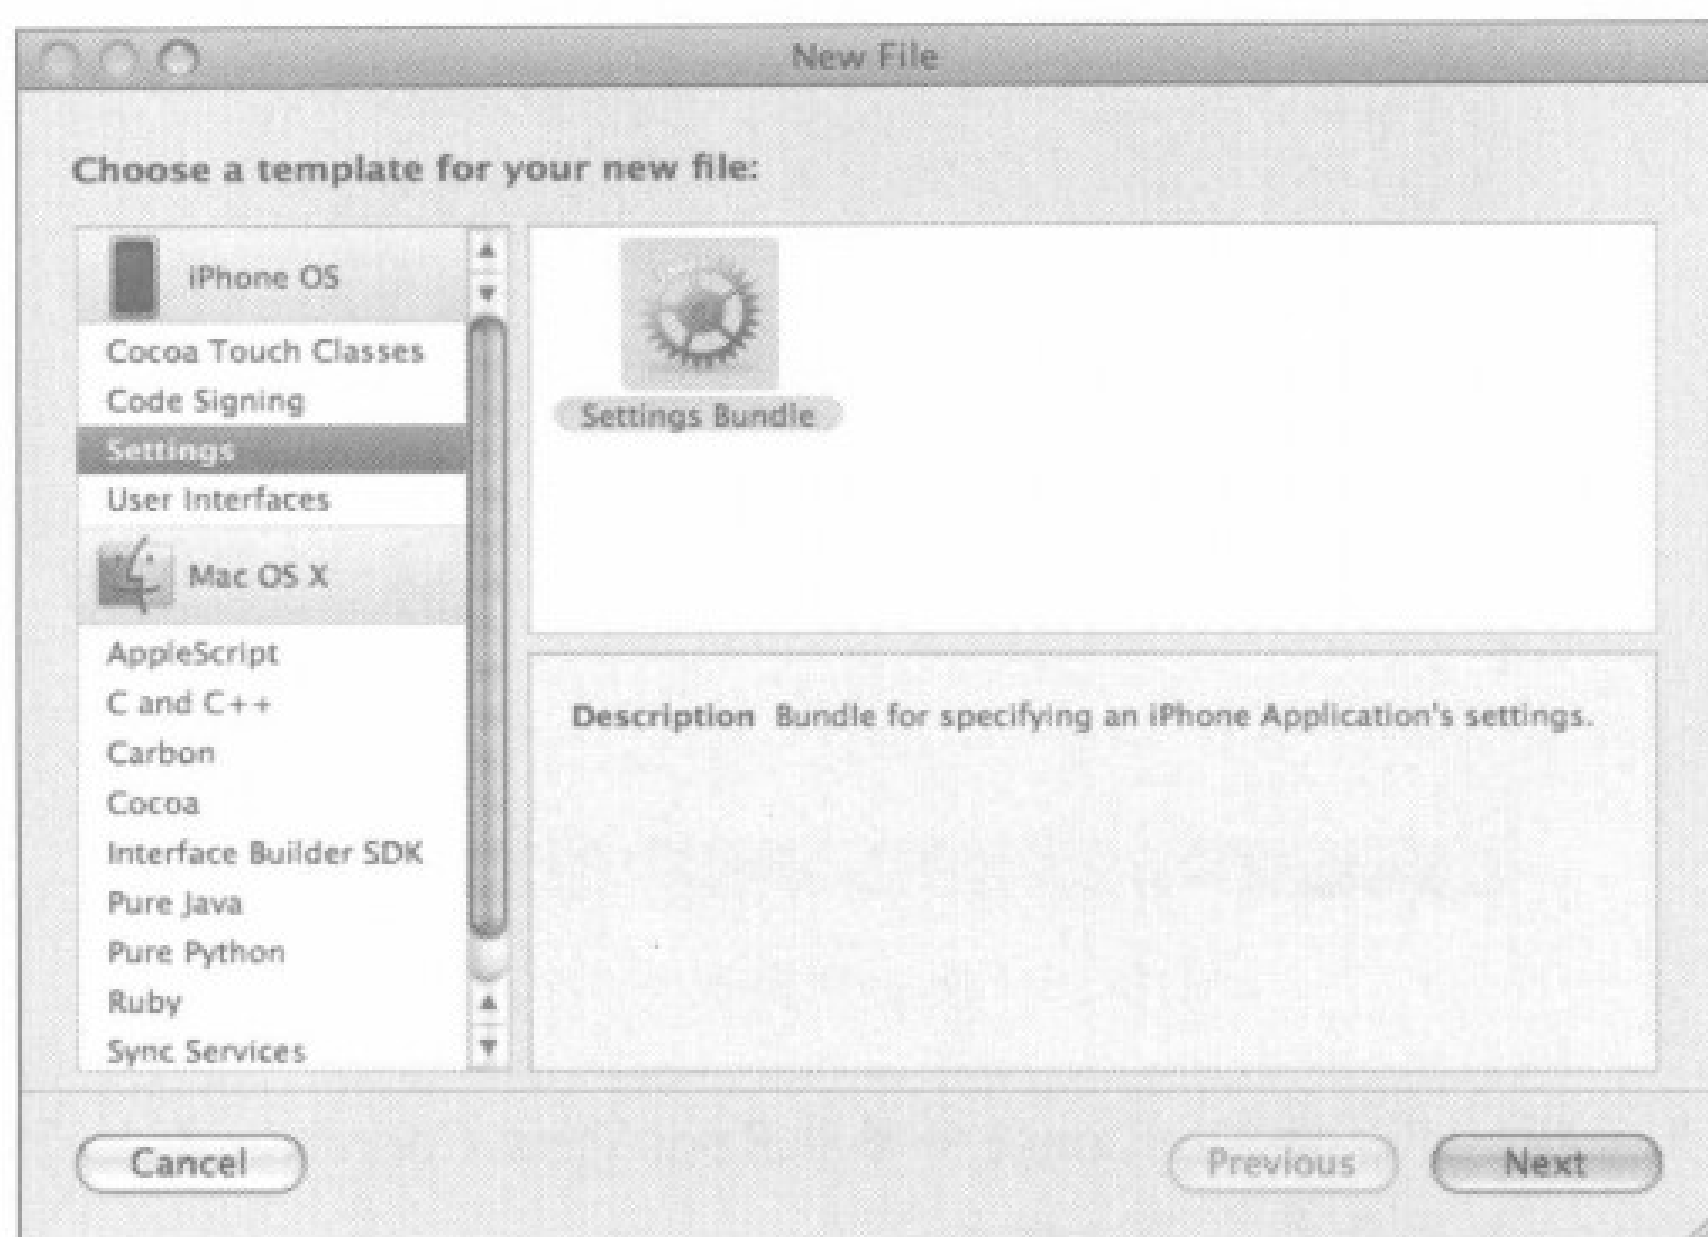 New File
Choose a template for your new file:
iPhone OS
Cocoa Touch Classes
Code Signing
Settings
User Interfaces
Mac OS X
AppleScript
C and C++
Carbon
Cocoa
Interface Builder SDK
Pure Java
Pure Python
Ruby
Sync Services
Settings Bundle
Description Bundle for specifying an iPhone Application's settings.
Cancel
Previous
Next